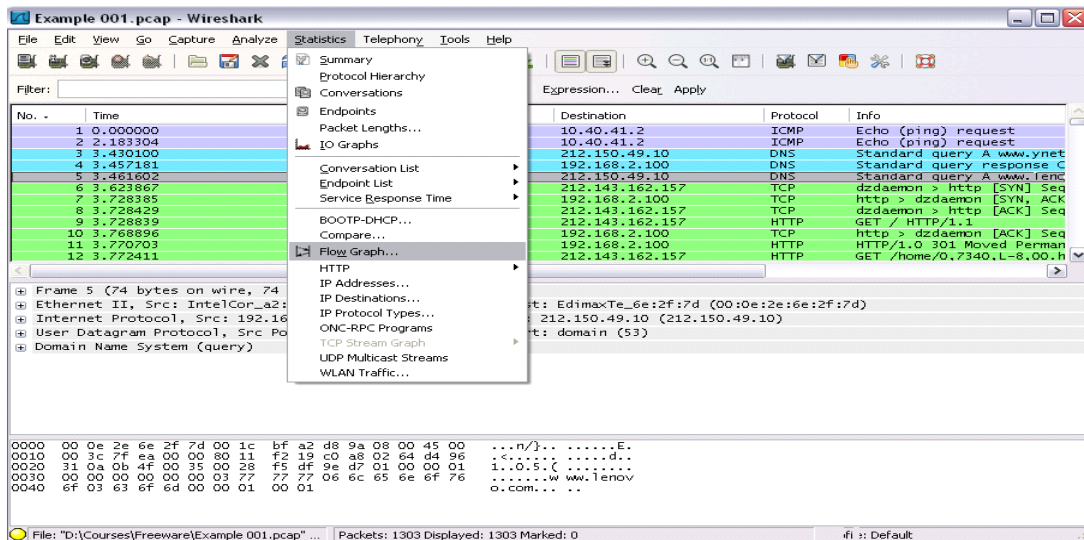 Example 001.pcap - Wireshark
File Edit View Go Capture Analyze Statistics Telephony Tools Help
Filter: Expression... Clear Apply
No. - Time Destination Protocol Info
1 0.000000 10.40.41.2 ICMP Echo (ping) request
2 2.183304 10.40.41.2 ICMP Echo (ping) request
3 3.430100 212.150.49.10 DNS Standard query A www.ynet
4 3.457181 192.168.2.100 DNS Standard query response C
5 3.461602 212.150.49.10 DNS Standard query A www.lenc
6 3.623867 212.143.162.157 TCP dzdaemon > http [SYN] Seq
7 3.728385 192.168.2.100 TCP http > dzdaemon [SYN, ACK
8 3.728429 212.143.162.157 TCP dzdaemon > http [ACK] Seq
9 3.728839 212.143.162.157 HTTP GET / HTTP/1.1
10 3.768896 192.168.2.100 TCP http > dzdaemon [ACK] Seq
11 3.770703 192.168.2.100 HTTP HTTP/1.0 301 Moved Perman
12 3.772411 212.143.162.157 HTTP GET /home/0,7340,L-8,00.h
Summary
Protocol Hierarchy
Conversations
Endpoints
Packet Lengths...
IO Graphs
Conversation List
Endpoint List
Service Response Time
BOOTP-DHCP...
Compare...
Flow Graph...
HTTP
IP Addresses...
IP Destinations...
IP Protocol Types...
ONC-RPC Programs
TCP Stream Graph
UDP Multicast Streams
WLAN Traffic...
Frame 5 (74 bytes on wire, 74
Ethernet II, Src: IntelCor_a2: st: EdimaxTe_6e:2f:7d (00:0e:2e:6e:2f:7d)
Internet Protocol, Src: 192.16 : 212.150.49.10 (212.150.49.10)
User Datagram Protocol, Src Po t: domain (53)
Domain Name System (query)
0000 00 0e 2e 6e 2f 7d 00 1c bf a2 d8 9a 08 00 45 00 ...n/}.. ......E.
0010 00 3c 7f ea 00 00 80 11 f2 19 c0 a8 02 64 d4 96 .<...... .....d..
0020 31 0a 0b 4f 00 35 00 28 f5 df 9e d7 01 00 00 01 1..O.5.( ........
0030 00 00 00 00 00 00 03 77 77 77 06 6c 65 6e 6f 76 .......w ww.lenov
0040 6f 03 63 6f 6d 00 00 01 00 01 o.com... ..
File: "D:\Courses\Freeware\Example 001.pcap" ... Packets: 1303 Displayed: 1303 Marked: 0 : Default